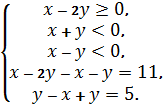 x − 2y ≥ 0,
x + y < 0,
x − y < 0,
x − 2y − x − y = 11,
y − x + y = 5.